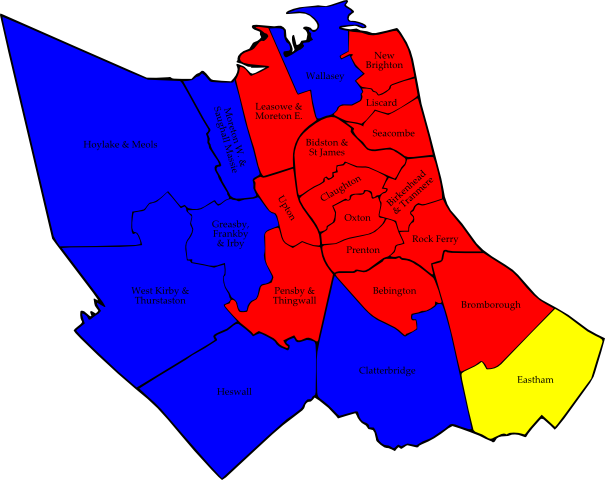 New
Brighton
Wallasey
Liscard
Leasowe &
Moreton E.
Seacombe
Moreton W. &
Saughall Massie
Hoylake & Meols
Bidston &
St James
Claughton
Birkenhead
& Tranmere
Upton
Oxton
Greasby,
Frankby
& Irby
Rock Ferry
Prenton
West Kirby &
Thurstaston
Pensby &
Thingwall
Bebington
Bromborough
Clatterbridge
Eastham
Heswall